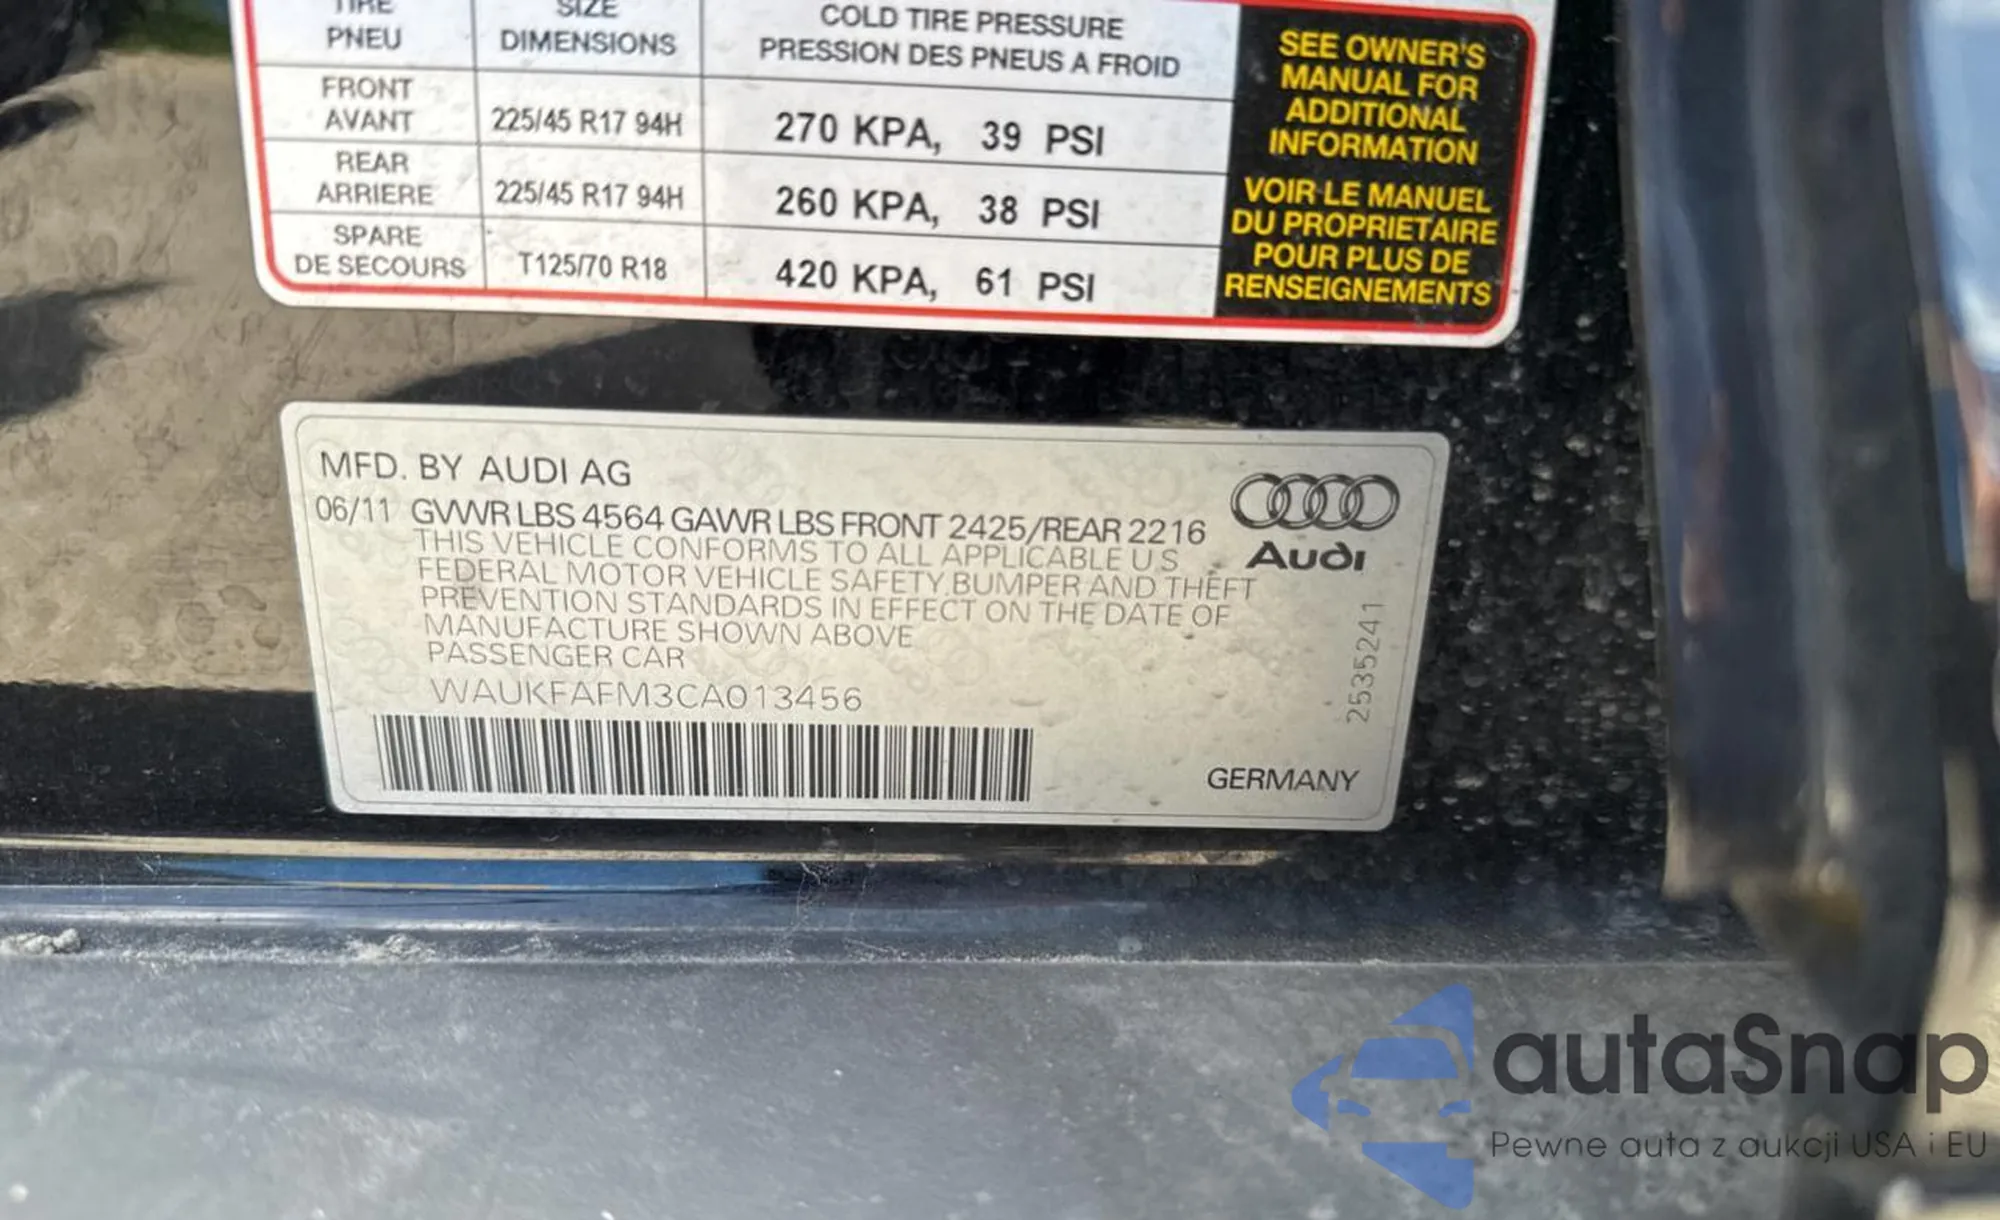 TIRE
PNEU
SIZE
DIMENSIONS
COLD TIRE PRESSURE
PRESSION DES PNEUS A FROID
FRONT
AVANT
225/45 R17 94H
270 KPA, 39 PSI
REAR
ARRIERE
225/45 R17 94H
260 KPA, 38 PSI
SPARE
DE SECOURS
T125/70 R18
420 KPA, 61 PSI
SEE OWNER'S
MANUAL FOR
ADDITIONAL
INFORMATION
VOIR LE MANUEL
DU PROPRIETAIRE
POUR PLUS DE
RENSEIGNEMENTS
MFD. BY AUDI AG
06/11 GVWR LBS 4564 GAWR LBS FRONT 2425/REAR 2216
THIS VEHICLE CONFORMS TO ALL APPLICABLE U S
FEDERAL MOTOR VEHICLE SAFETY, BUMPER AND THEFT
PREVENTION STANDARDS IN EFFECT ON THE DATE OF
MANUFACTURE SHOWN ABOVE
PASSENGER CAR
WAUKFAFM3CA013456
Audi
2535241
GERMANY
autaSnap
Pewne auta z aukcji USA i EU